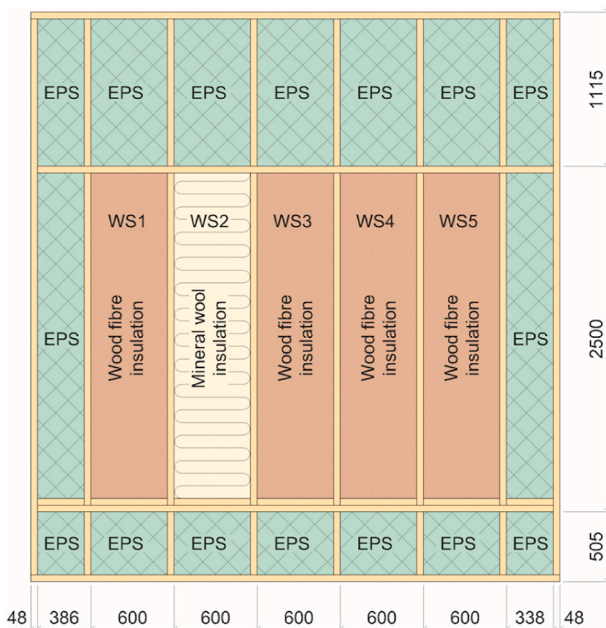 EPS EPS EPS EPS EPS EPS EPS
1115
WS1 WS2 WS3 WS4 WS5
EPS
Wood fibre
insulation
Mineral wool
insulation
Wood fibre
insulation
Wood fibre
insulation
Wood fibre
insulation
EPS
2500
EPS EPS EPS EPS EPS EPS EPS
505
48 386 600 600 600 600 600 338 48